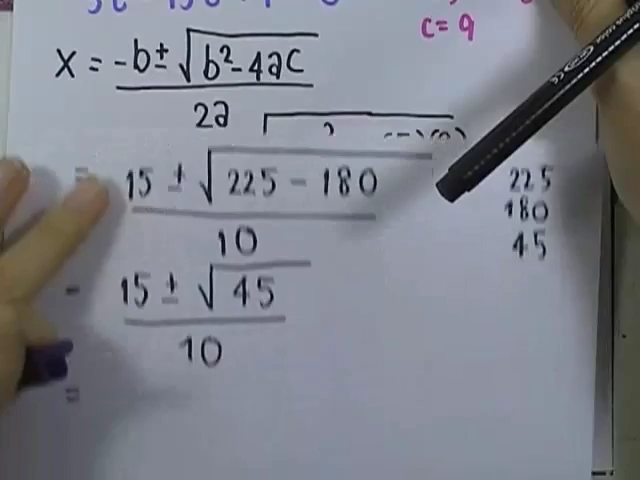 c = 9
x = -b ± √b² - 4ac
2a
= 15 ± √225 - 180
10
225
180
45
= 15 ± √45
10
=